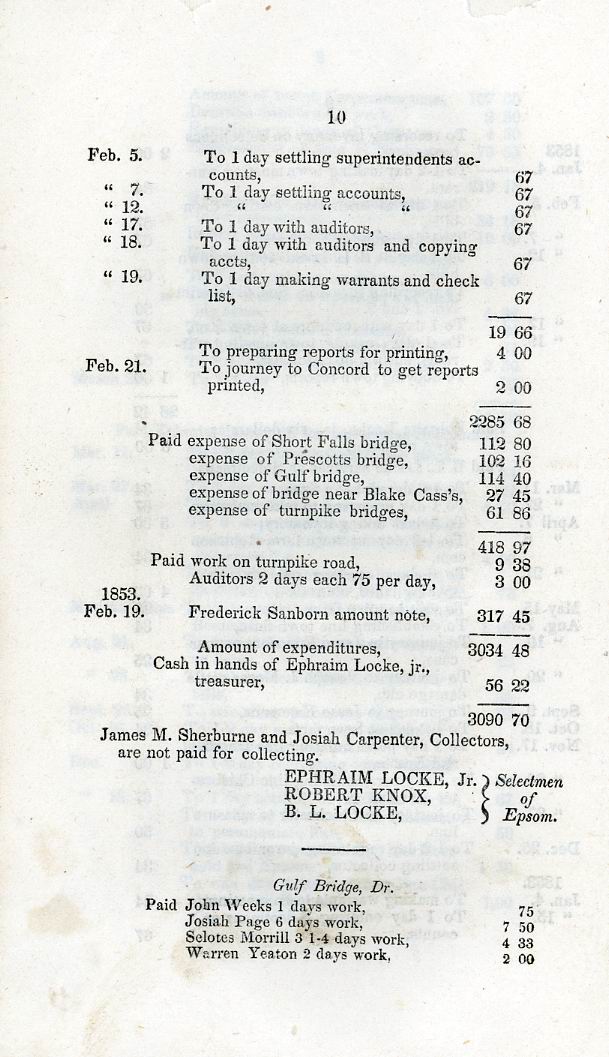 10
Feb. 5. To 1 day settling superintendents ac-
counts, 67
“ 7. To 1 day settling accounts, 67
“ 12. “ “ “ 67
“ 17. To 1 day with auditors, 67
“ 18. To 1 day with auditors and copying
accts, 67
“ 19. To 1 day making warrants and check
list, 67
19 66
To preparing reports for printing, 4 00
Feb. 21. To journey to Concord to get reports
printed, 2 00
2285 68
Paid expense of Short Falls bridge, 112 80
expense of Prescotts bridge, 102 16
expense of Gulf bridge, 114 40
expense of bridge near Blake Cass's, 27 45
expense of turnpike bridges, 61 86
418 97
Paid work on turnpike road, 9 38
Auditors 2 days each 75 per day, 3 00
1853.
Feb. 19. Frederick Sanborn amount note, 317 45
Amount of expenditures, 3034 48
Cash in hands of Ephraim Locke, jr.,
treasurer, 56 22
3090 70
James M. Sherburne and Josiah Carpenter, Collectors,
are not paid for collecting.
EPHRAIM LOCKE, Jr. } Selectmen
ROBERT KNOX, of
B. L. LOCKE, Epsom.
Gulf Bridge, Dr.
Paid John Weeks 1 days work, 75
Josiah Page 6 days work, 7 50
Selotes Morrill 3 1-4 days work, 4 33
Warren Yeaton 2 days work, 2 00